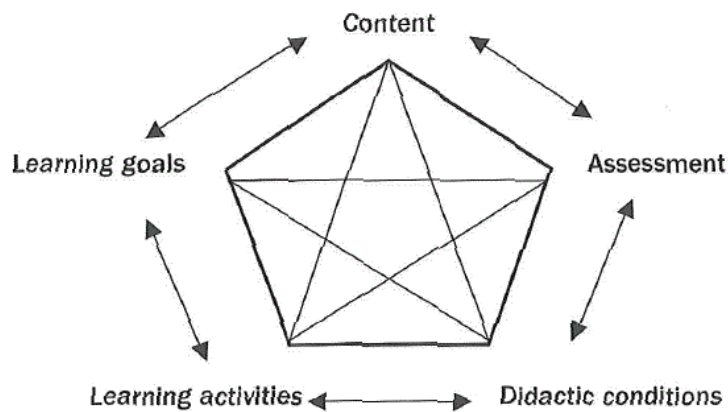 Content
Learning goals
Assessment
Learning activities
Didactic conditions